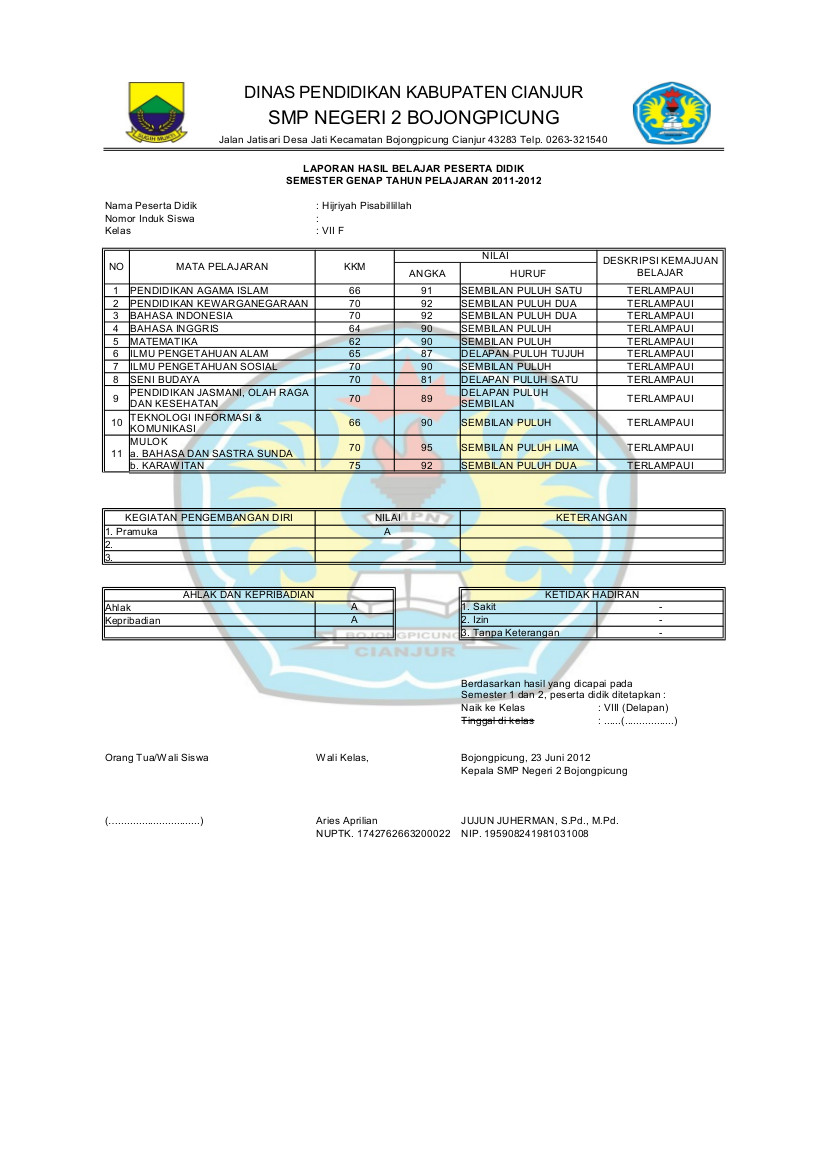 DINAS PENDIDIKAN KABUPATEN CIANJUR
SMP NEGERI 2 BOJONGPICUNG
Jalan Jatisari Desa Jati Kecamatan Bojongpicung Cianjur 43283 Telp. 0263-321540
SUGIH MUKTI
LAPORAN HASIL BELAJAR PESERTA DIDIK
SEMESTER GENAP TAHUN PELAJARAN 2011-2012
Nama Peserta Didik : Hijriyah Pisabillillah
Nomor Induk Siswa :
Kelas : VII F
NO MATA PELAJARAN KKM NILAI DESKRIPSI KEMAJUAN BELAJAR
ANGKA HURUF
1 PENDIDIKAN AGAMA ISLAM 66 91 SEMBILAN PULUH SATU TERLAMPAUI
2 PENDIDIKAN KEWARGANEGARAAN 70 92 SEMBILAN PULUH DUA TERLAMPAUI
3 BAHASA INDONESIA 70 92 SEMBILAN PULUH DUA TERLAMPAUI
4 BAHASA INGGRIS 64 90 SEMBILAN PULUH TERLAMPAUI
5 MATEMATIKA 62 90 SEMBILAN PULUH TERLAMPAUI
6 ILMU PENGETAHUAN ALAM 65 87 DELAPAN PULUH TUJUH TERLAMPAUI
7 ILMU PENGETAHUAN SOSIAL 70 90 SEMBILAN PULUH TERLAMPAUI
8 SENI BUDAYA 70 81 DELAPAN PULUH SATU TERLAMPAUI
9 PENDIDIKAN JASMANI, OLAH RAGA DAN KESEHATAN 70 89 DELAPAN PULUH SEMBILAN TERLAMPAUI
10 TEKNOLOGI INFORMASI & KOMUNIKASI 66 90 SEMBILAN PULUH TERLAMPAUI
11 MULOK
a. BAHASA DAN SASTRA SUNDA 70 95 SEMBILAN PULUH LIMA TERLAMPAUI
b. KARAWITAN 75 92 SEMBILAN PULUH DUA TERLAMPAUI
KEGIATAN PENGEMBANGAN DIRI NILAI KETERANGAN
1. Pramuka A
2.
3.
SMPN
2
AHLAK DAN KEPRIBADIAN
Ahlak A
Kepribadian A
KETIDAK HADIRAN
1. Sakit -
2. Izin -
3. Tanpa Keterangan -
BOJONGPICUNG
CIANJUR
Berdasarkan hasil yang dicapai pada
Semester 1 dan 2, peserta didik ditetapkan :
Naik ke Kelas : VIII (Delapan)
Tinggal di kelas : ......(................)
Orang Tua/Wali Siswa Wali Kelas, Bojongpicung, 23 Juni 2012
Kepala SMP Negeri 2 Bojongpicung
(..............................) Aries Aprilian JUJUN JUHERMAN, S.Pd., M.Pd.
NUPTK. 1742762663200022 NIP. 195908241981031008